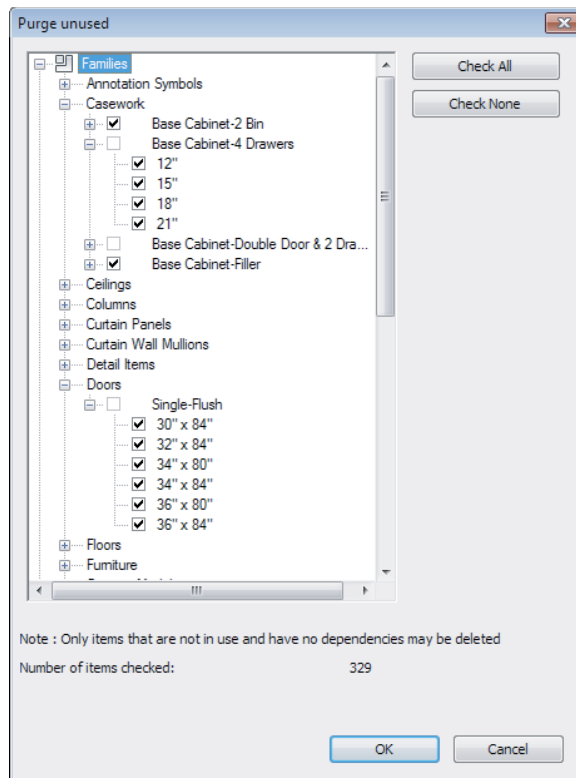 Purge unused
Families
Check All
Annotation Symbols
Casework
Check None
Base Cabinet-2 Bin
Base Cabinet-4 Drawers
12"
15"
18"
21"
Base Cabinet-Double Door & 2 Dra...
Base Cabinet-Filler
Ceilings
Columns
Curtain Panels
Curtain Wall Mullions
Detail Items
Doors
Single-Flush
30" x 84"
32" x 84"
34" x 80"
34" x 84"
36" x 80"
36" x 84"
Floors
Furniture
Note : Only items that are not in use and have no dependencies may be deleted
Number of items checked: 329
OK Cancel